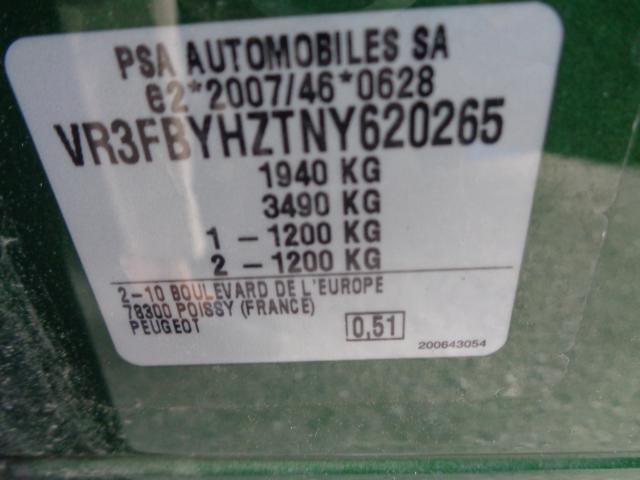 PSA AUTOMOBILES SA
e2*2007/46*0628
VR3FBYHZTNY620265
1940 KG
3490 KG
1 – 1200 KG
2 – 1200 KG
2–10 BOULEVARD DE L'EUROPE
78300 POISSY (FRANCE)
PEUGEOT
0,51
200643054